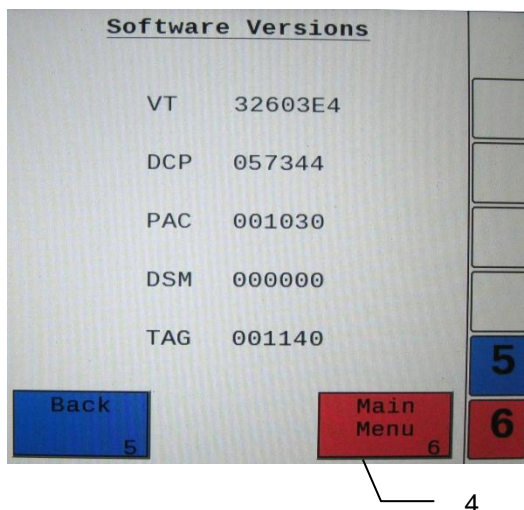 Software Versions
VT 32603E4
DCP 057344
PAC 001030
DSM 000000
TAG 001140
5
Back
5
Main
Menu
6
6
4